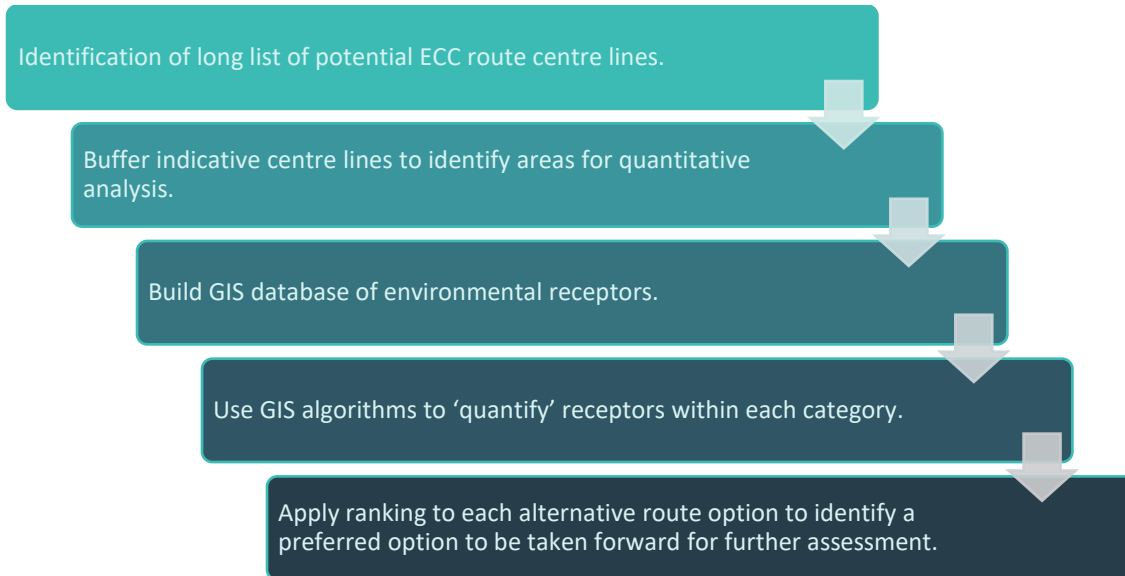 Identification of long list of potential ECC route centre lines.
Buffer indicative centre lines to identify areas for quantitative
analysis.
Build GIS database of environmental receptors.
Use GIS algorithms to ‘quantify’ receptors within each category.
Apply ranking to each alternative route option to identify a
preferred option to be taken forward for further assessment.